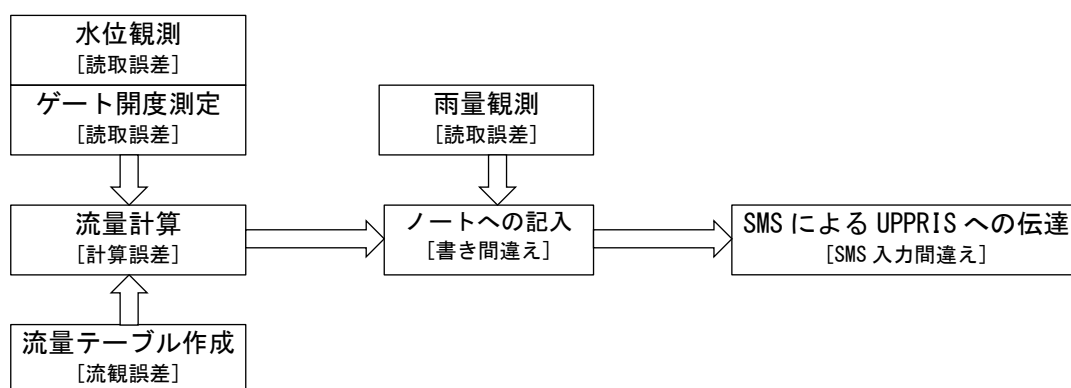 水位観測
[読取誤差]
ゲート開度測定
[読取誤差]
雨量観測
[読取誤差]
流量計算
[計算誤差]
ノートへの記入
[書き間違え]
SMS による UPPRIS への伝達
[SMS 入力間違え]
流量テーブル作成
[流観誤差]